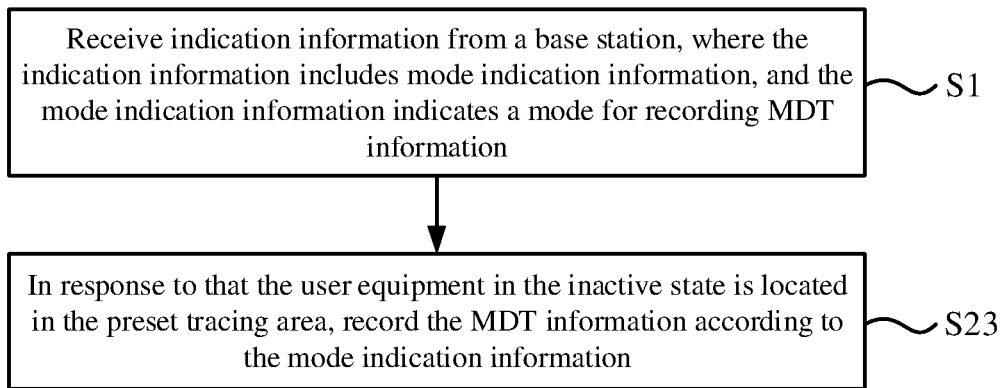 Receive indication information from a base station, where the
indication information includes mode indication information, and the
mode indication information indicates a mode for recording MDT
information
S1
In response to that the user equipment in the inactive state is located
in the preset tracing area, record the MDT information according to
the mode indication information
S23